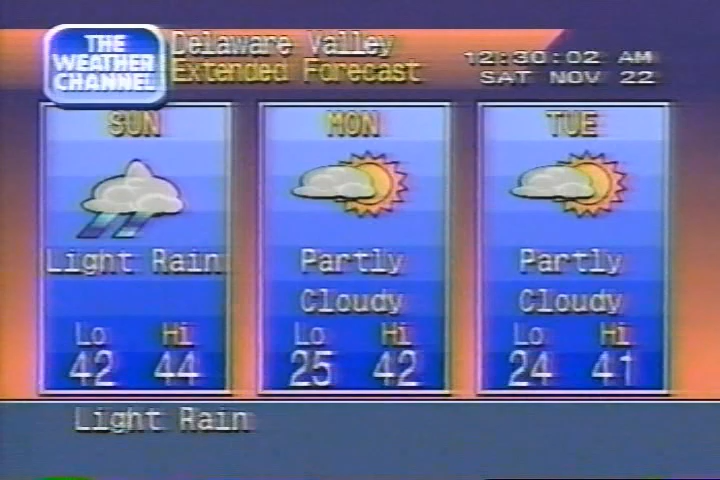 THE
WEATHER
CHANNEL
Delaware Valley
Extended Forecast
12:30:02 AM
SAT NOV 22
SUN
Light Rain
Lo Hi
42 44
MON
Partly
Cloudy
Lo Hi
25 42
TUE
Partly
Cloudy
Lo Hi
24 41
Light Rain